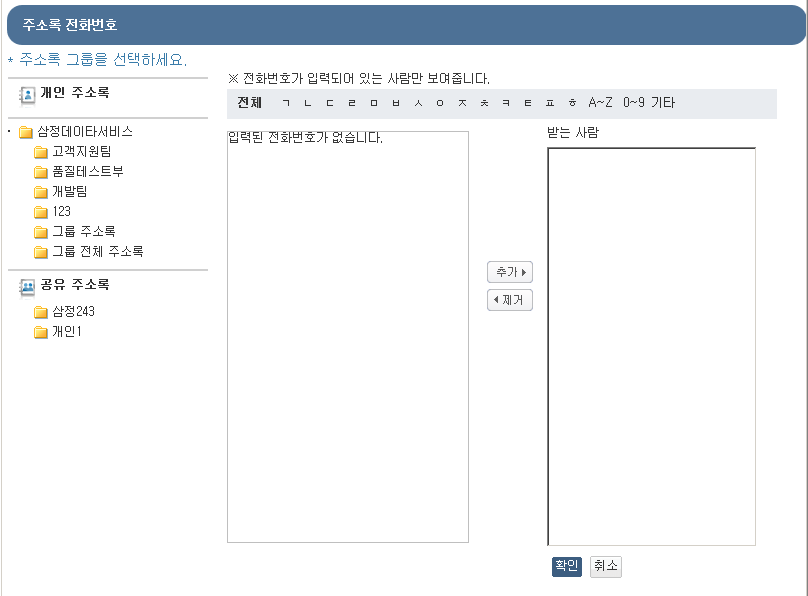 주소록 전화번호
* 주소록 그룹을 선택하세요.
개인 주소록
삼정데이타서비스
고객지원팀
품질테스트부
개발팀
123
그룹 주소록
그룹 전체 주소록
공유 주소록
삼정243
개인1
※ 전화번호가 입력되어 있는 사람만 보여줍니다.
전체 ㄱ ㄴ ㄷ ㄹ ㅁ ㅂ ㅅ ㅇ ㅈ ㅊ ㅋ ㅌ ㅍ ㅎ A~Z 0~9 기타
입력된 전화번호가 없습니다.
추가
제거
받는 사람
확인 취소